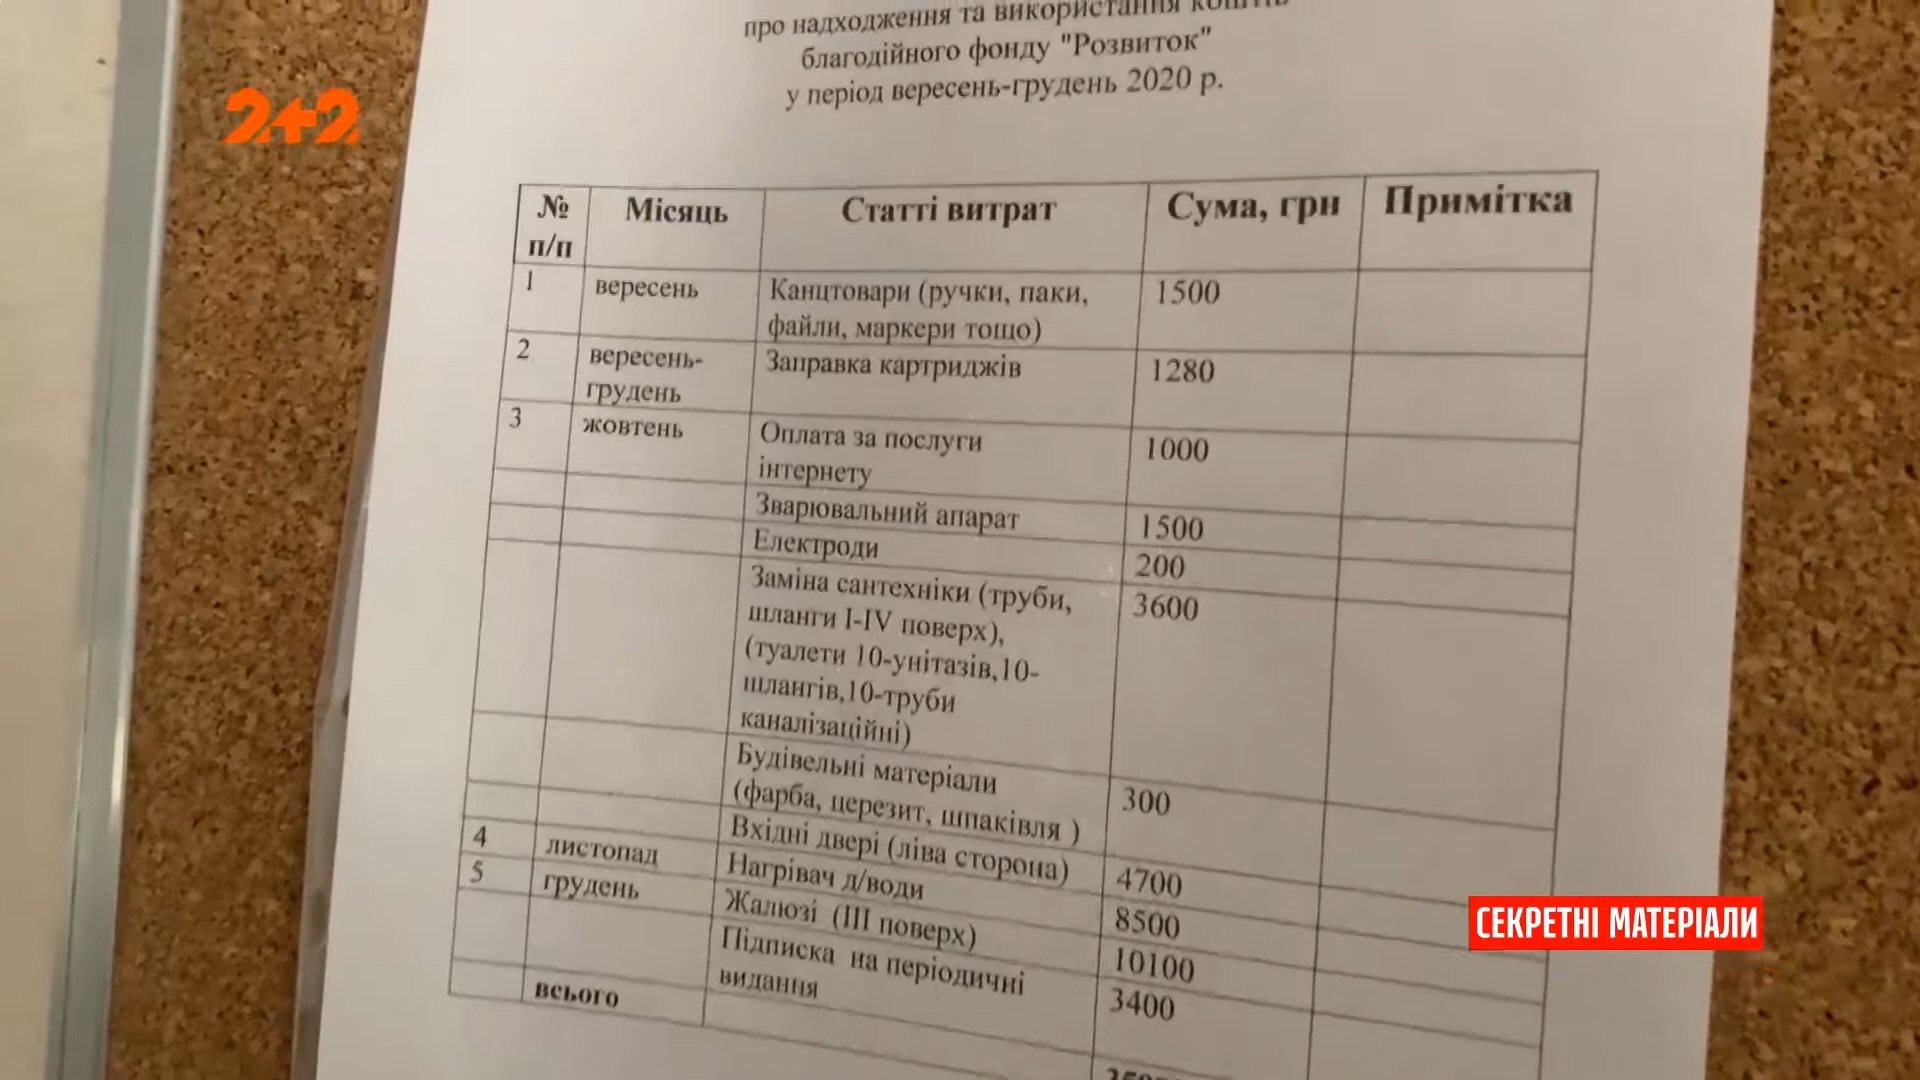 про надходження та використання коштів
благодійного фонду "Розвиток"
у період вересень-грудень 2020 р.
2+2
№ п/п Місяць Статті витрат Сума, грн Примітка
1 вересень Канцтовари (ручки, паки, 1500
файли, маркери тощо)
2 вересень- Заправка картриджів 1280
грудень
3 жовтень Оплата за послуги 1000
інтернету
Зварювальний апарат 1500
Електроди 200
Заміна сантехніки (труби, 3600
шланги I-IV поверх),
(туалети 10-унітазів,10-
шлангів,10-труби
каналізаційні)
Будівельні матеріали 300
(фарба, церезит, шпаківля )
Вхідні двері (ліва сторона) 4700
4 листопад Нагрівач д/води 8500
5 грудень Жалюзі (III поверх) 10100
Підписка на періодичні 3400
видання
всього
СЕКРЕТНІ МАТЕРІАЛИ